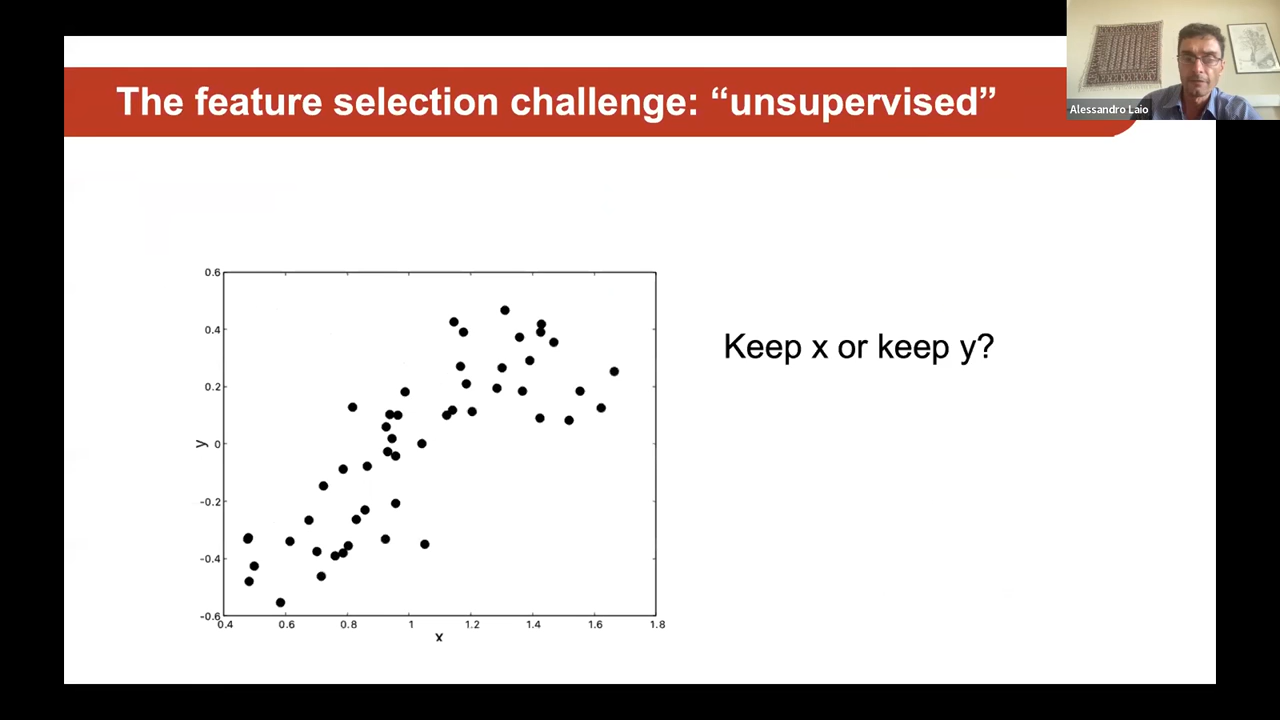 The feature selection challenge: “unsupervised”
Alessandro Laio
Keep x or keep y?
0.6
0.4
0.2
0
-0.2
-0.4
-0.6
y
0.4 0.6 0.8 1 1.2 1.4 1.6 1.8
x